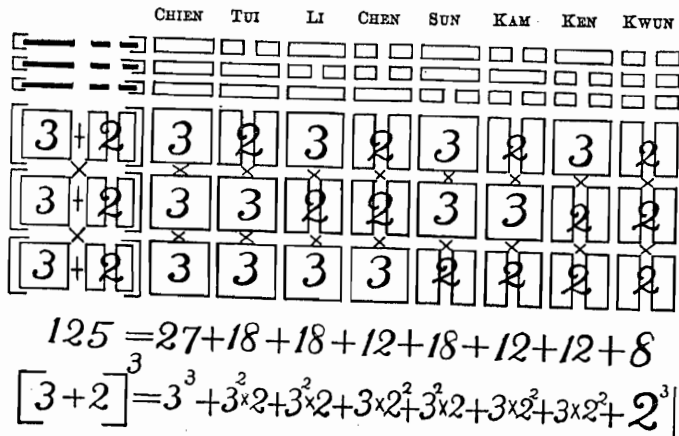 CHIEN TUI LI CHEN SUN KAM KEN KWUN
[3 + 2] 3 2 3 2 3 2 3 2
× × × × × × × × ×
[3 + 2] 3 3 2 2 3 3 2 2
× × × × × × × × ×
[3 + 2] 3 3 3 3 2 2 2 2
125 = 27 + 18 + 18 + 12 + 18 + 12 + 12 + 8
[3 + 2]³ = 3³ + 3² × 2 + 3² × 2 + 3 × 2² + 3² × 2 + 3 × 2² + 3 × 2² + 2³